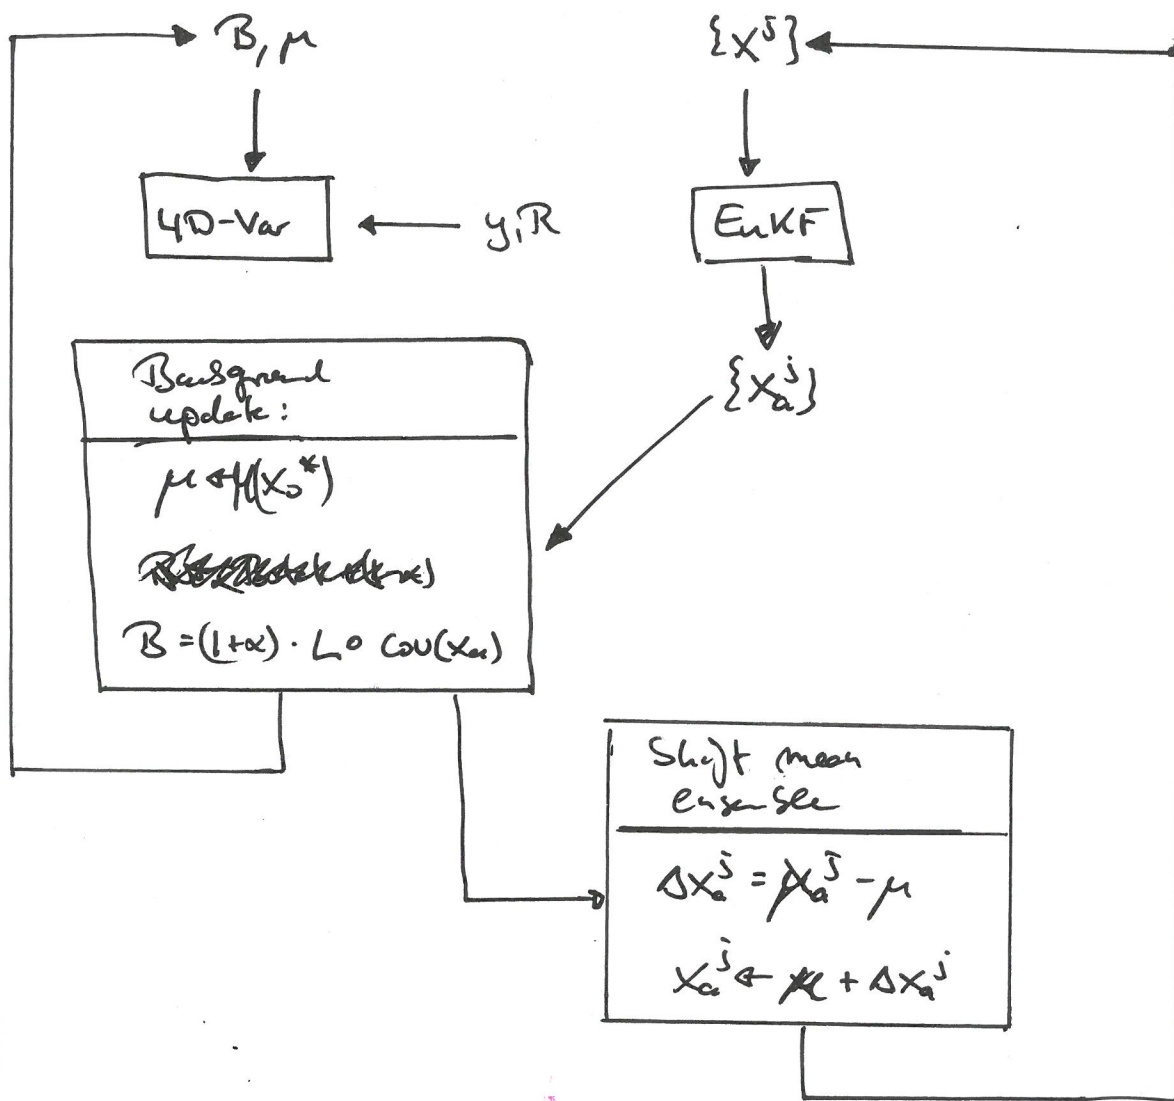 B, μ
{x^j}
4D-Var
y, R
EnKF
{x_a^j}
Background
update:
μ ← M(x_0^*)
B = (1+α) · L ∘ cov(x_a)
Shift mean
ensemble
Δx_a^j = x_a^j - μ
x_a^j ← μ + Δx_a^j